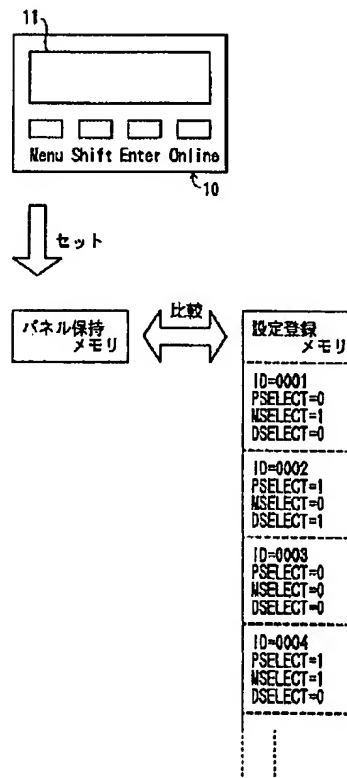 11
Menu Shift Enter Online
10
セット
パネル保持
メモリ
比較
設定登録
メモリ
ID=0001
PSELECT=0
MSELECT=1
DSELECT=0
ID=0002
PSELECT=1
MSELECT=0
DSELECT=1
ID=0003
PSELECT=0
MSELECT=0
DSELECT=0
ID=0004
PSELECT=1
MSELECT=1
DSELECT=0